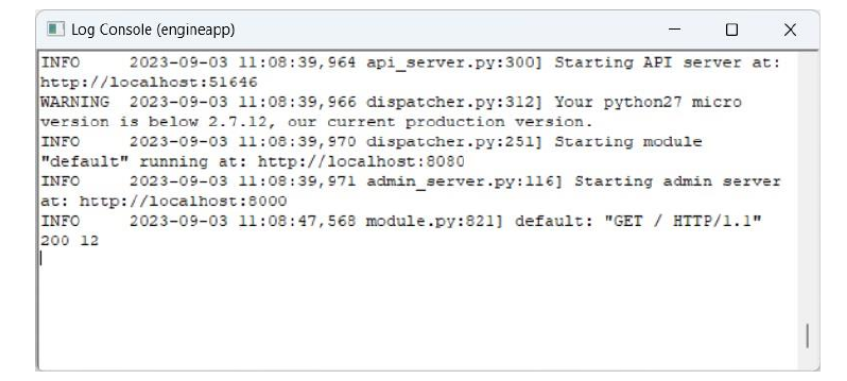 Log Console (engineapp)
INFO     2023-09-03 11:08:39,964 api_server.py:300] Starting API server at:
http://localhost:51646
WARNING  2023-09-03 11:08:39,966 dispatcher.py:312] Your python27 micro
version is below 2.7.12, our current production version.
INFO     2023-09-03 11:08:39,970 dispatcher.py:251] Starting module
"default" running at: http://localhost:8080
INFO     2023-09-03 11:08:39,971 admin_server.py:116] Starting admin server
at: http://localhost:8000
INFO     2023-09-03 11:08:47,568 module.py:821] default: "GET / HTTP/1.1"
200 12